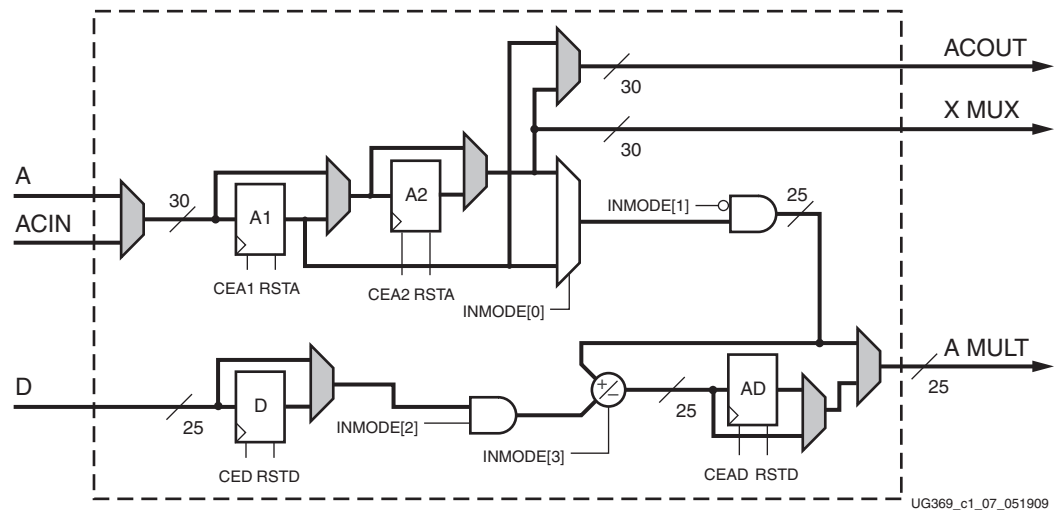 ACOUT
30
X MUX
30
A
30
A1
A2
ACIN
INMODE[1]
25
CEA1 RSTA
CEA2 RSTA
INMODE[0]
A MULT
25
D
25
D
+
–
25
AD
INMODE[2]
INMODE[3]
CED RSTD
CEAD RSTD
UG369_c1_07_051909